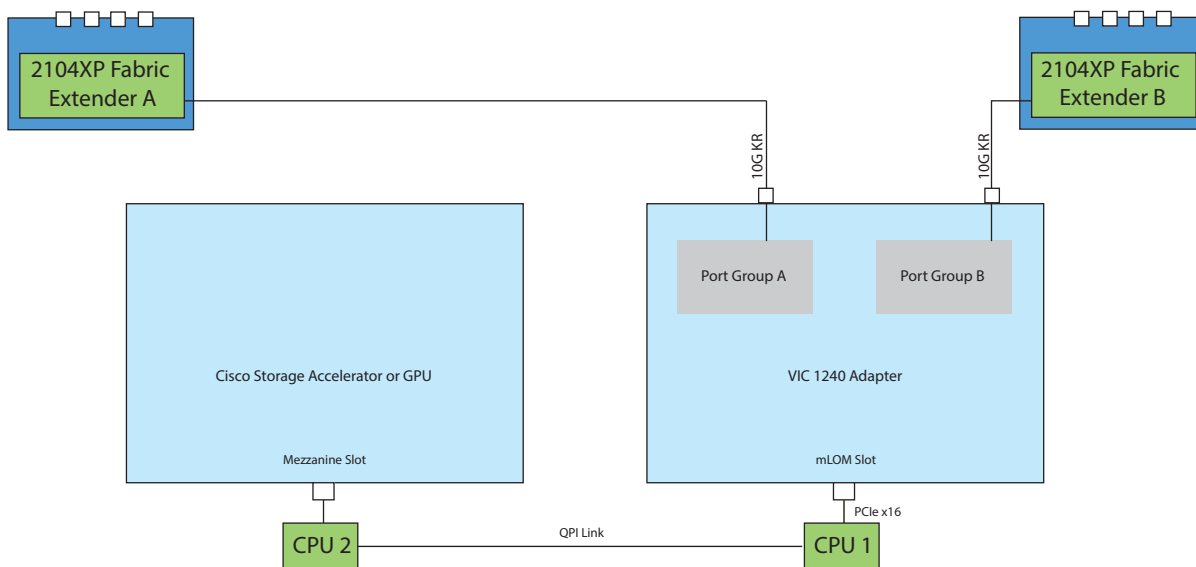 2104XP Fabric
Extender A
2104XP Fabric
Extender B
10G KR
10G KR
Port Group A
Port Group B
Cisco Storage Accelerator or GPU
VIC 1240 Adapter
Mezzanine Slot
mLOM Slot
PCIe x16
QPI Link
CPU 2
CPU 1